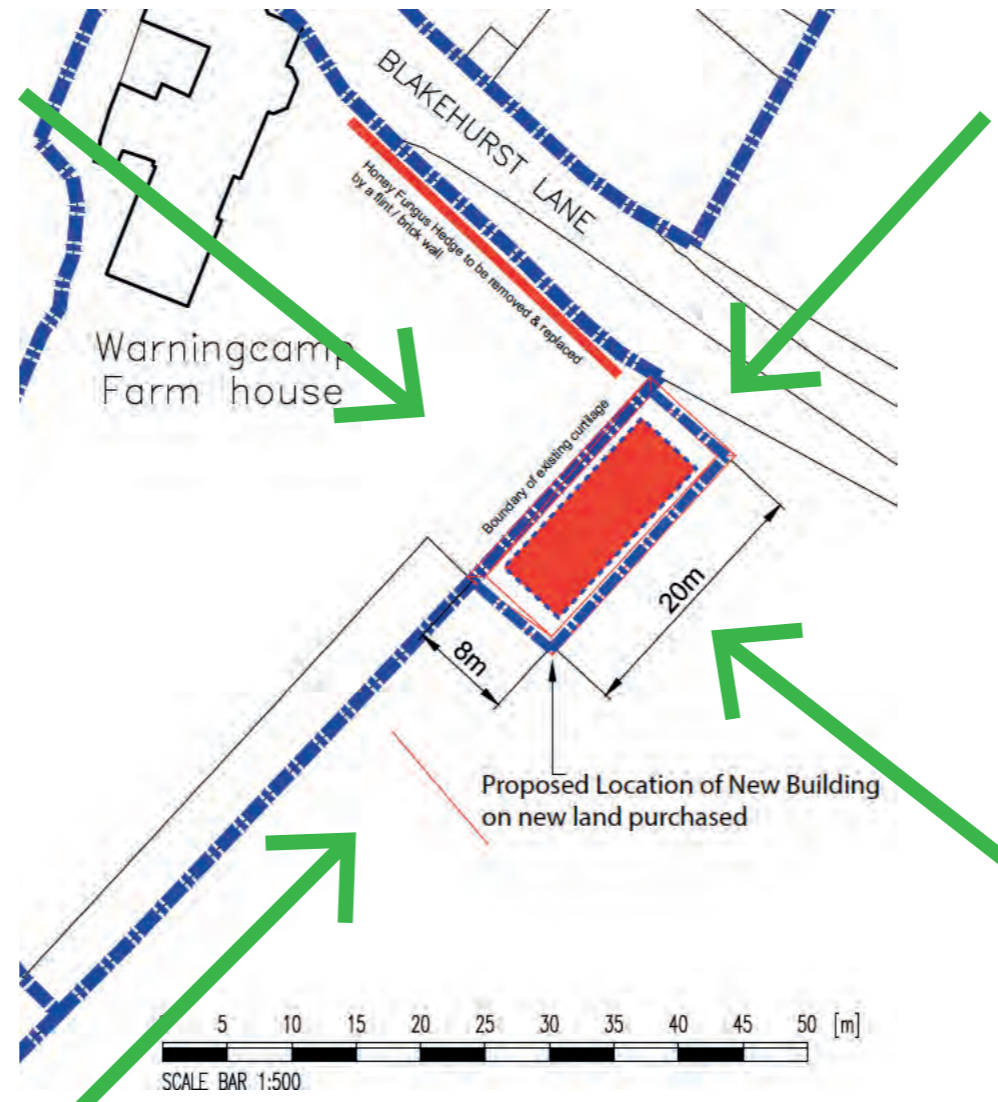 BLAKEHURST LANE
Honey Fungus Hedge to be removed & replaced
by a flint / brick wall
Warningcamp
Farm house
Boundary of existing curtilage
20m
8m
Proposed Location of New Building
on new land purchased
5 10 15 20 25 30 35 40 45 50 [m]
SCALE BAR 1:500